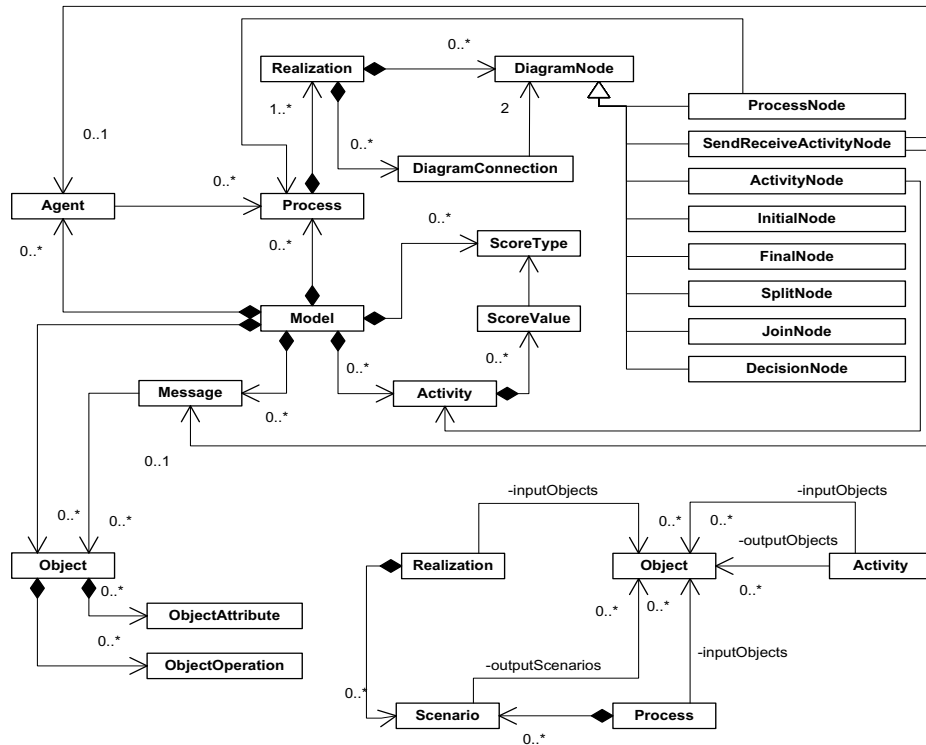 0..*
Realization
DiagramNode
ProcessNode
1..*
2
0..1
0..*
SendReceiveActivityNode
0..*
DiagramConnection
ActivityNode
Agent
Process
InitialNode
0..*
0..*
0..*
ScoreType
FinalNode
Model
ScoreValue
SplitNode
JoinNode
0..*
0..*
DecisionNode
Message
Activity
0..*
0..1
-inputObjects
-inputObjects
0..*
0..*
0..*
0..*
-outputObjects
Object
Realization
Object
Activity
0..*
0..*
ObjectAttribute
0..*
0..*
0..*
ObjectOperation
-outputScenarios
-inputObjects
0..*
Scenario
Process
0..*